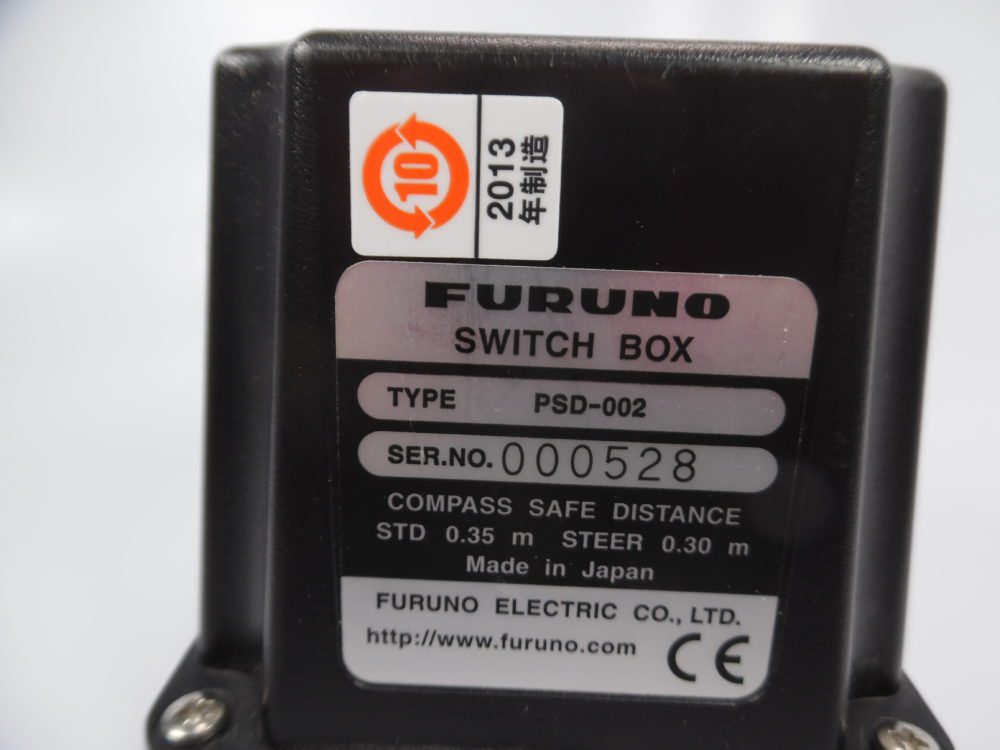 10
2013
年制造
FURUNO
SWITCH BOX
TYPE PSD-002
SER.NO. 000528
COMPASS SAFE DISTANCE
STD 0.35 m STEER 0.30 m
Made in Japan
FURUNO ELECTRIC CO., LTD.
http://www.furuno.com
CE